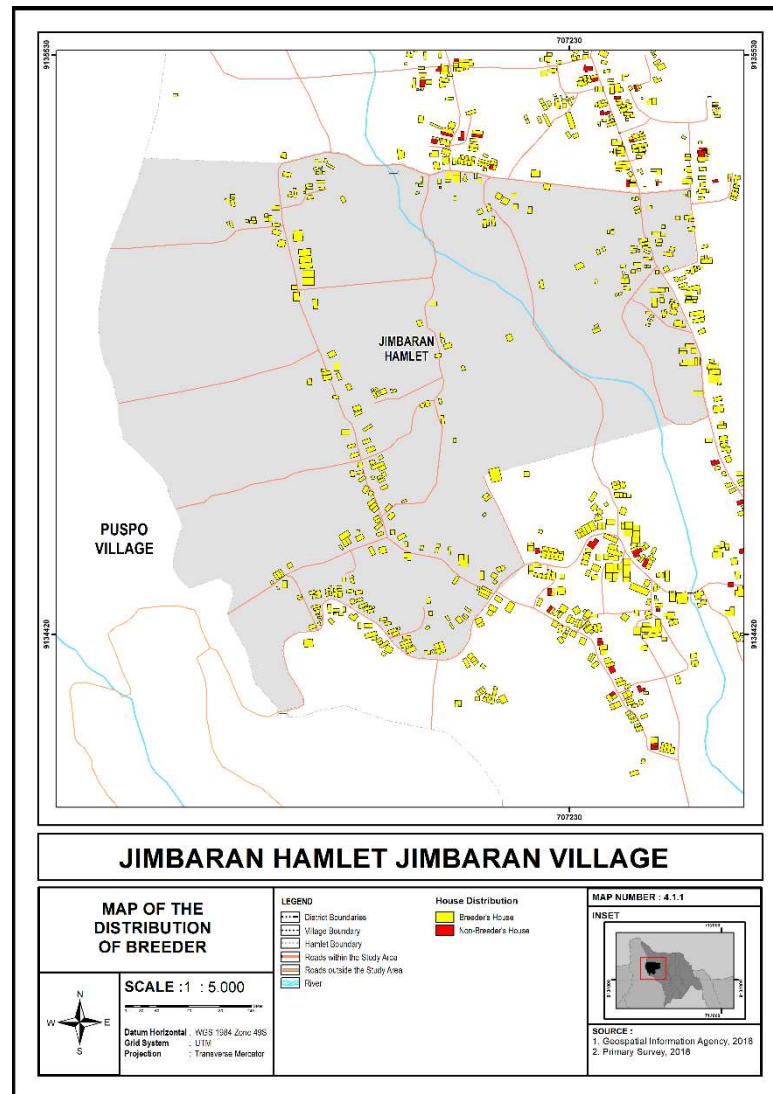 707230
9135530
9135530
JIMBARAN
HAMLET
PUSPO
VILLAGE
9134420
9134420
707230
JIMBARAN HAMLET JIMBARAN VILLAGE
MAP OF THE
DISTRIBUTION
OF BREEDER
N
W E
S
SCALE :1 : 5.000
Datum Horizontal : WGS 1984 Zone 49S
Grid System : UTM
Projection : Transverse Mercator
LEGEND
District Boundaries
Village Boundary
Hamlet Boundary
Roads within the Study Area
Roads outside the Study Area
River
House Distribution
Breeder's House
Non-Breeder's House
MAP NUMBER : 4.1.1
INSET
SOURCE :
1. Geospatial Information Agency, 2018
2. Primary Survey, 2018